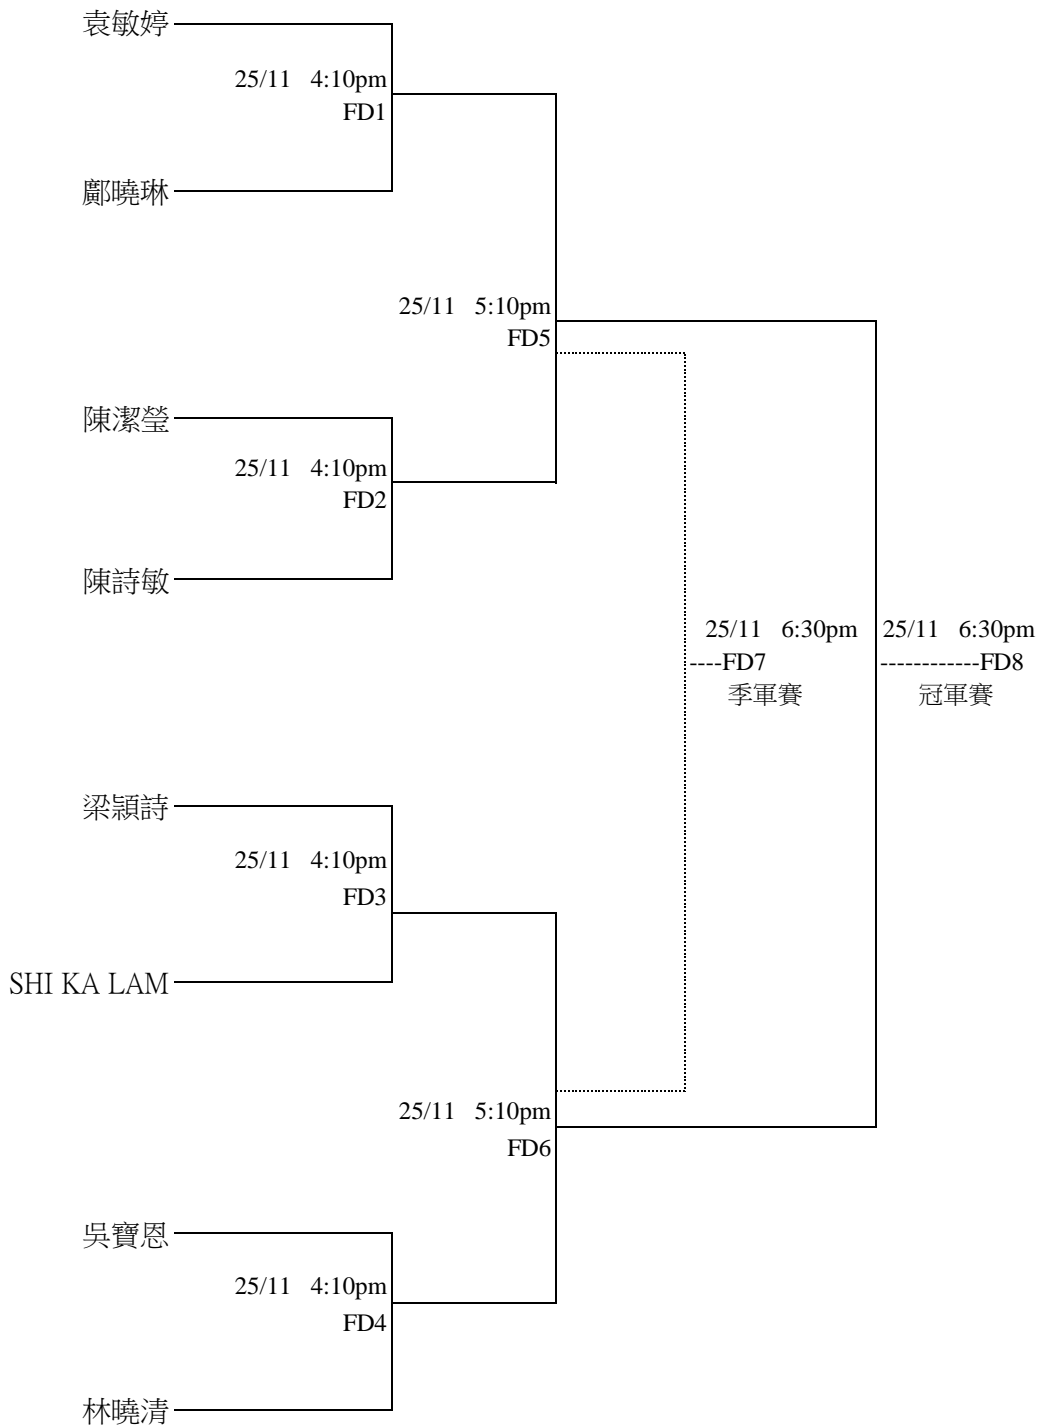 袁敏婷
25/11 4:10pm
FD1
鄺曉琳
25/11 5:10pm
FD5
陳潔瑩
25/11 4:10pm
FD2
陳詩敏
25/11 6:30pm 25/11 6:30pm
----FD7 ------------FD8
季軍賽 冠軍賽
梁頴詩
25/11 4:10pm
FD3
SHI KA LAM
25/11 5:10pm
FD6
吳寶恩
25/11 4:10pm
FD4
林曉清